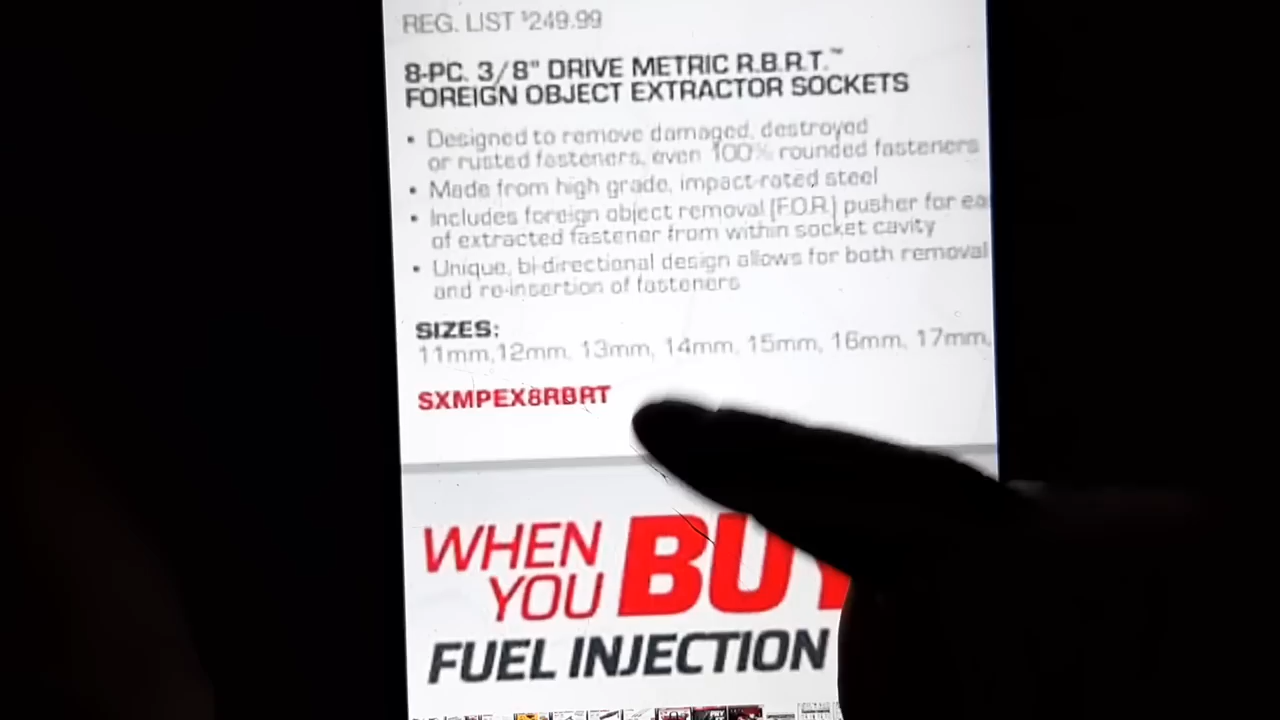 REG. LIST $249.99
8-PC. 3/8" DRIVE METRIC R.B.R.T.™
FOREIGN OBJECT EXTRACTOR SOCKETS
• Designed to remove damaged, destroyed
or rusted fasteners, even 100% rounded fasteners
• Made from high grade, impact-rated steel
• Includes foreign object removal (F.O.R.) pusher for
of extracted fastener from within socket cavity
• Unique, bi-directional design allows for both removal
and re-insertion of fasteners
SIZES:
11mm,12mm, 13mm, 14mm, 15mm, 16mm, 17mm,
SXMPEX8RBRT
WHEN
YOU
BUY
FUEL INJECTION